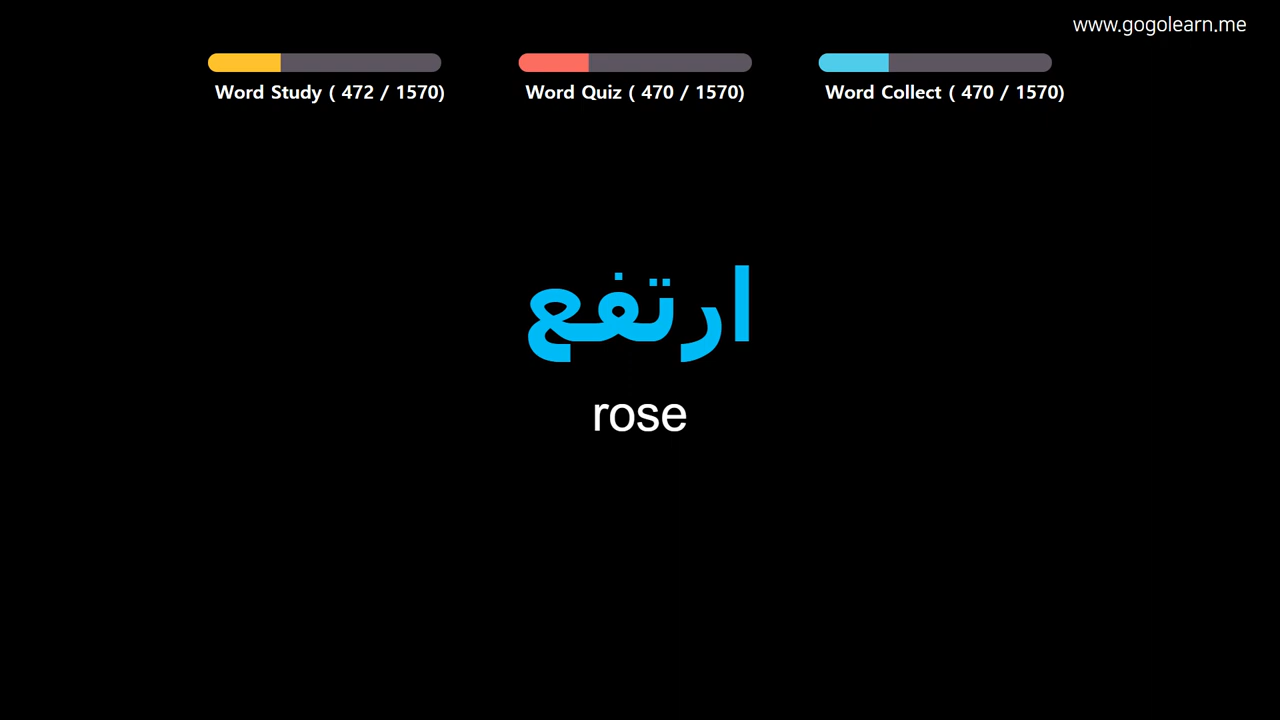 www.gogolearn.me
Word Study ( 472 / 1570)
Word Quiz ( 470 / 1570)
Word Collect ( 470 / 1570)
ارتفع
rose